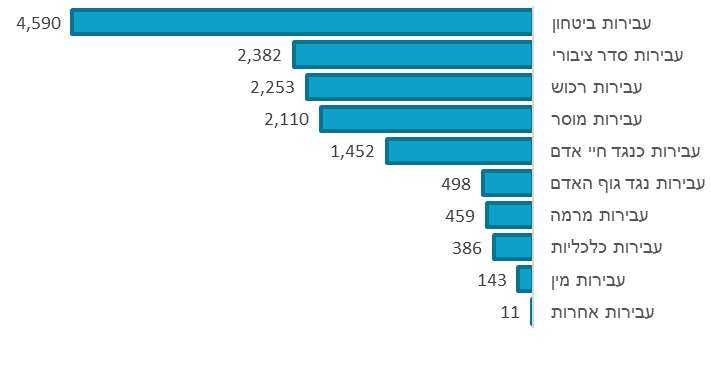 עבירות ביטחון 4,590
עבירות סדר ציבורי 2,382
עבירות רכוש 2,253
עבירות מוסר 2,110
עבירות כנגד חיי אדם 1,452
עבירות נגד גוף האדם 498
עבירות מרמה 459
עבירות כלכליות 386
עבירות מין 143
עבירות אחרות 11